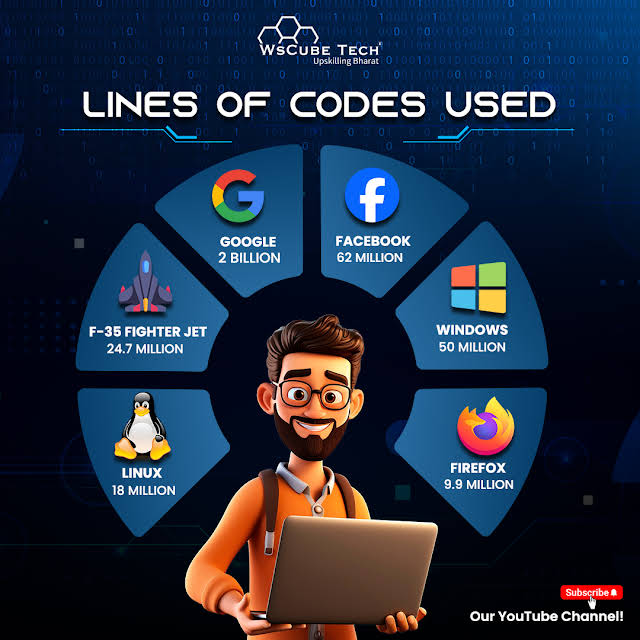 WsCube Tech®
Upskilling Bharat
LINES OF CODES USED
GOOGLE
2 BILLION
FACEBOOK
62 MILLION
F-35 FIGHTER JET
24.7 MILLION
WINDOWS
50 MILLION
LINUX
18 MILLION
FIREFOX
9.9 MILLION
Subscribe
Our YouTube Channel!